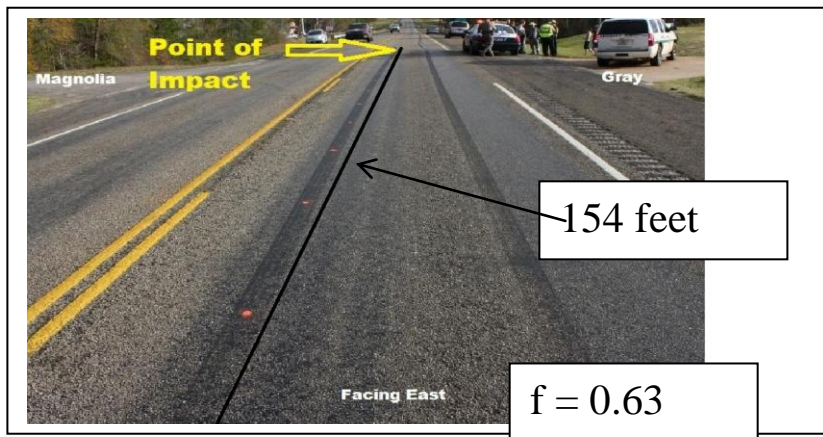 Point of
Impact
Magnolia
Gray
154 feet
Facing East
f = 0.63